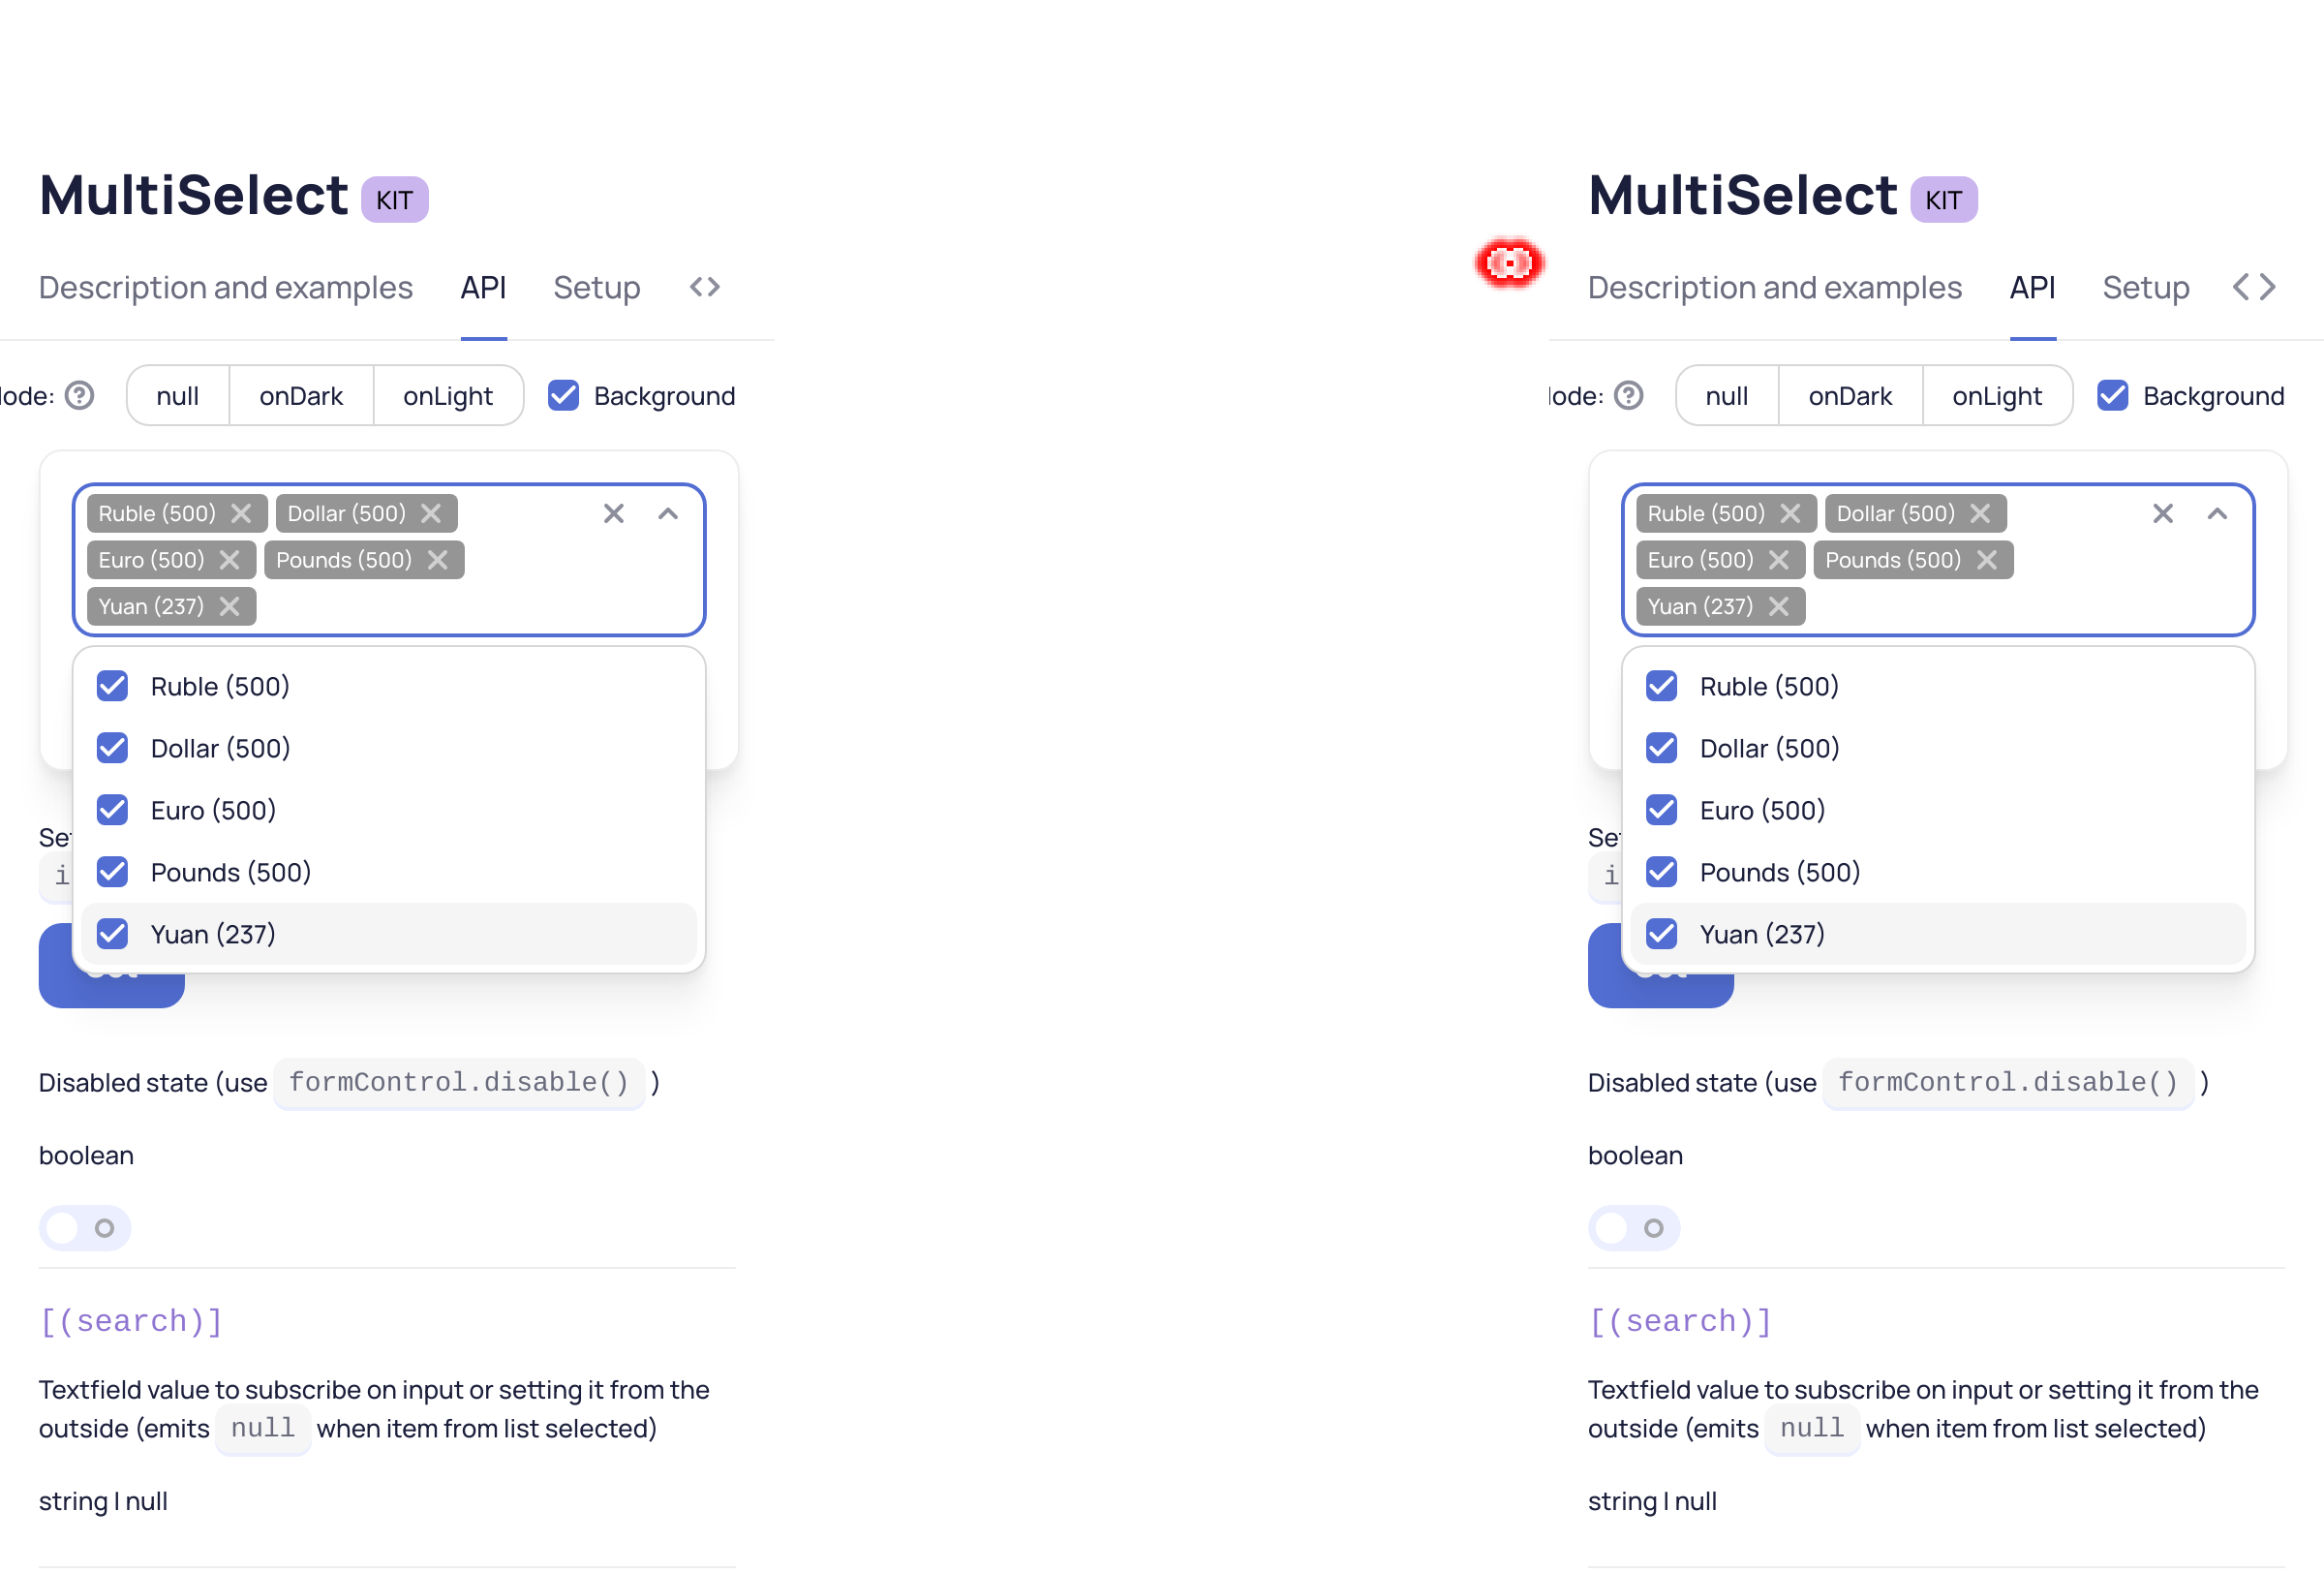 MultiSelect KIT
Description and examples API Setup
lode: null onDark onLight Background
Ruble (500) Dollar (500)
Euro (500) Pounds (500)
Yuan (237)
Ruble (500)
Dollar (500)
Euro (500)
Pounds (500)
Yuan (237)
Se
i
Disabled state (use formControl.disable() )
boolean
[(search)]
Textfield value to subscribe on input or setting it from the
outside (emits null when item from list selected)
string | null
MultiSelect KIT
Description and examples API Setup
lode: null onDark onLight Background
Ruble (500) Dollar (500)
Euro (500) Pounds (500)
Yuan (237)
Ruble (500)
Dollar (500)
Euro (500)
Pounds (500)
Yuan (237)
Se
i
Disabled state (use formControl.disable() )
boolean
[(search)]
Textfield value to subscribe on input or setting it from the
outside (emits null when item from list selected)
string | null